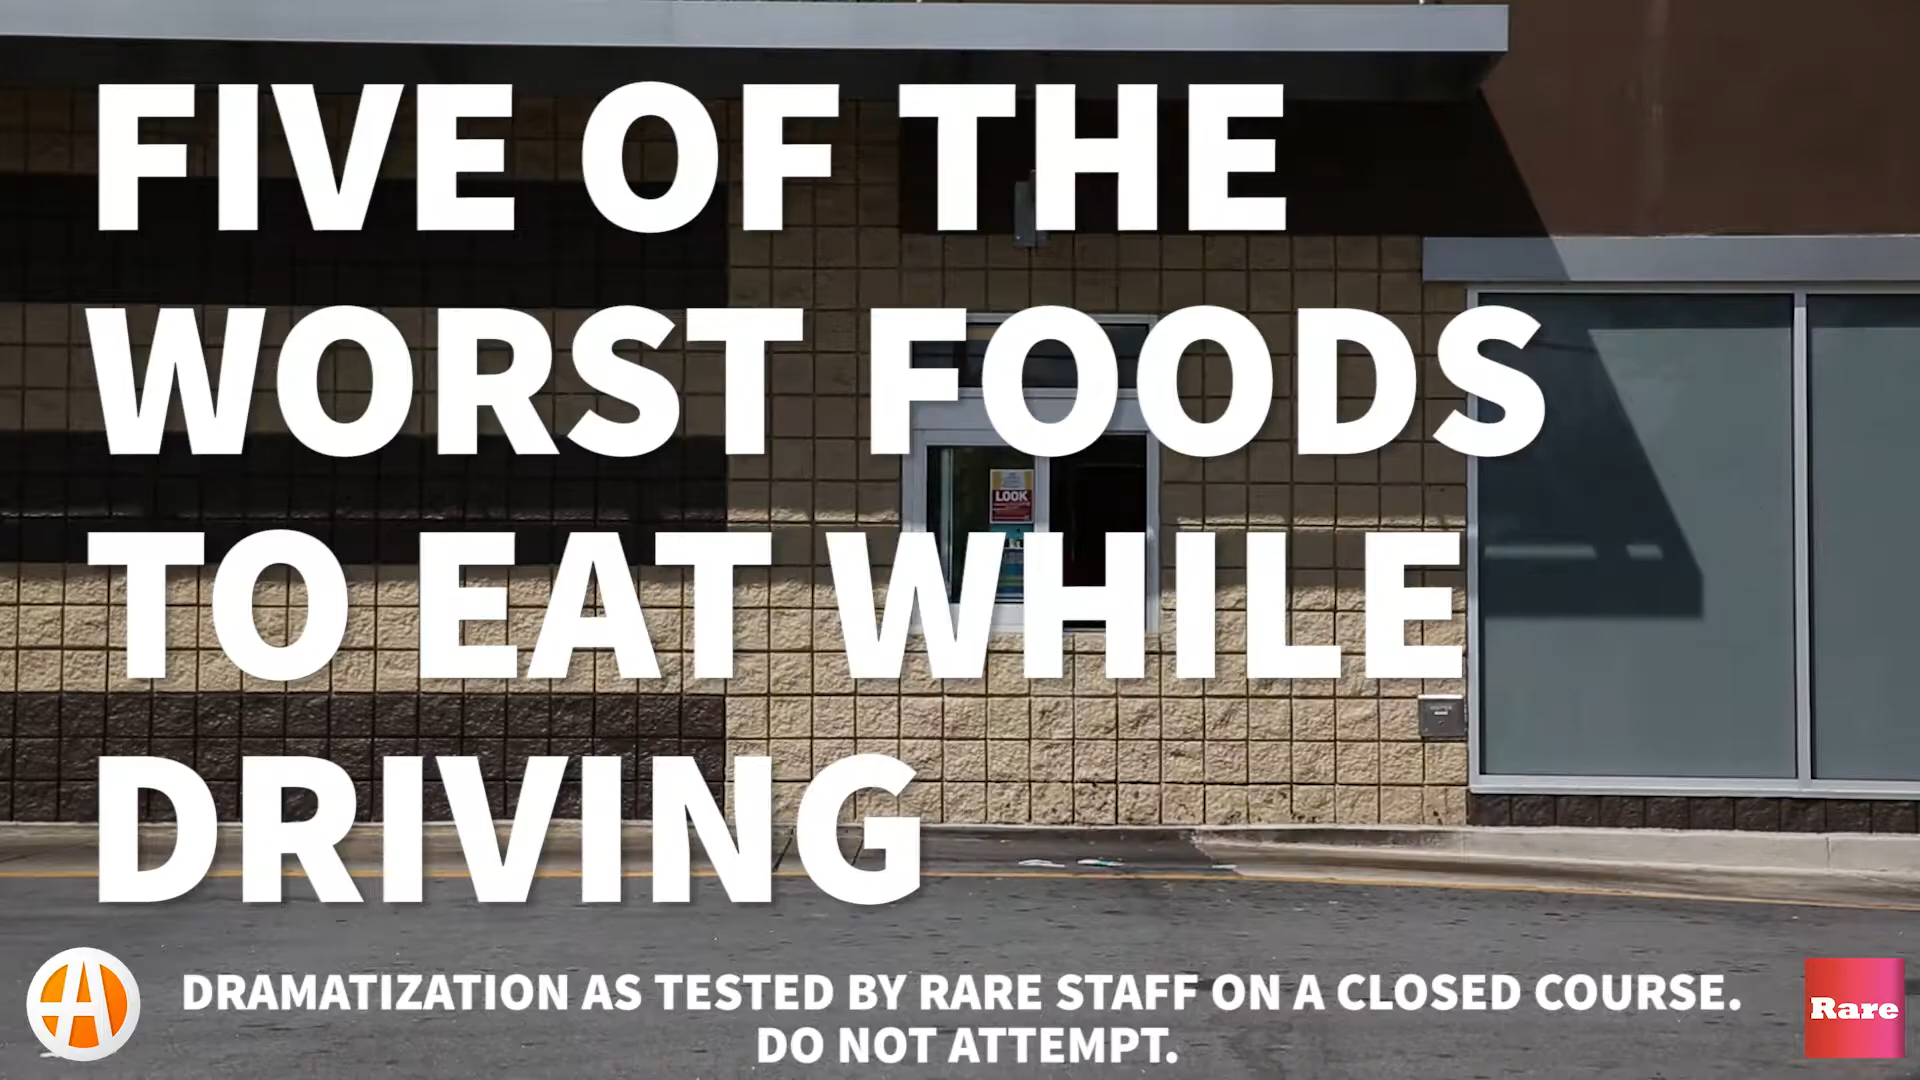 FIVE OF THE
WORST FOODS
TO EAT WHILE
DRIVING
LOOK
DRAMATIZATION AS TESTED BY RARE STAFF ON A CLOSED COURSE.
DO NOT ATTEMPT.
Rare